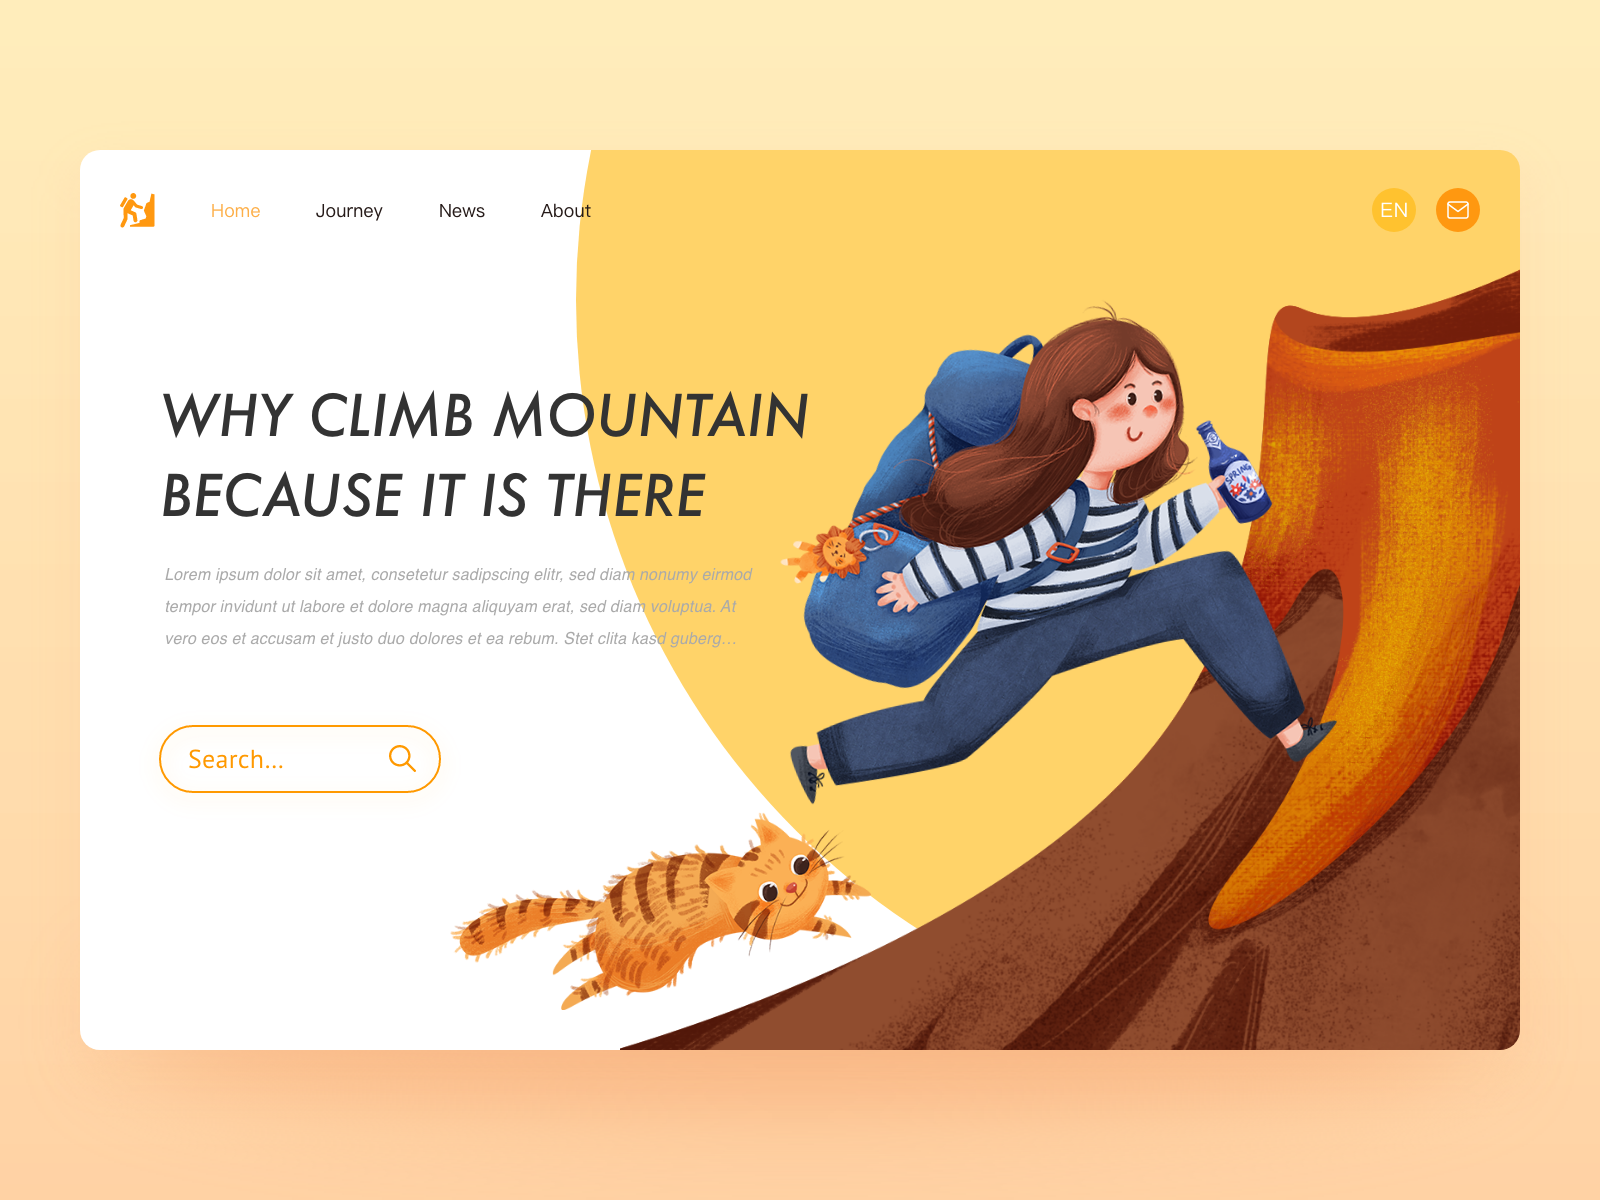 Home Journey News About EN
WHY CLIMB MOUNTAIN
BECAUSE IT IS THERE
Lorem ipsum dolor sit amet, consetetur sadipscing elitr, sed diam nonumy eirmod
tempor invidunt ut labore et dolore magna aliquyam erat, sed diam voluptua. At
vero eos et accusam et justo duo dolores et ea rebum. Stet clita kasd guberg...
Search...
SPRING